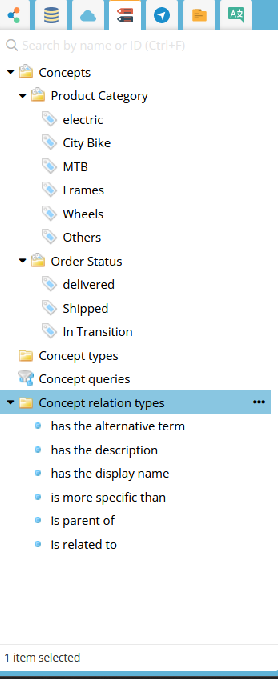 Search by name or ID (Ctrl+F)
Concepts
Product Category
electric
City Bike
MTB
Frames
Wheels
Others
Order Status
delivered
Shipped
In Transition
Concept types
Concept queries
Concept relation types
has the alternative term
has the description
has the display name
is more specific than
Is parent of
Is related to
1 item selected